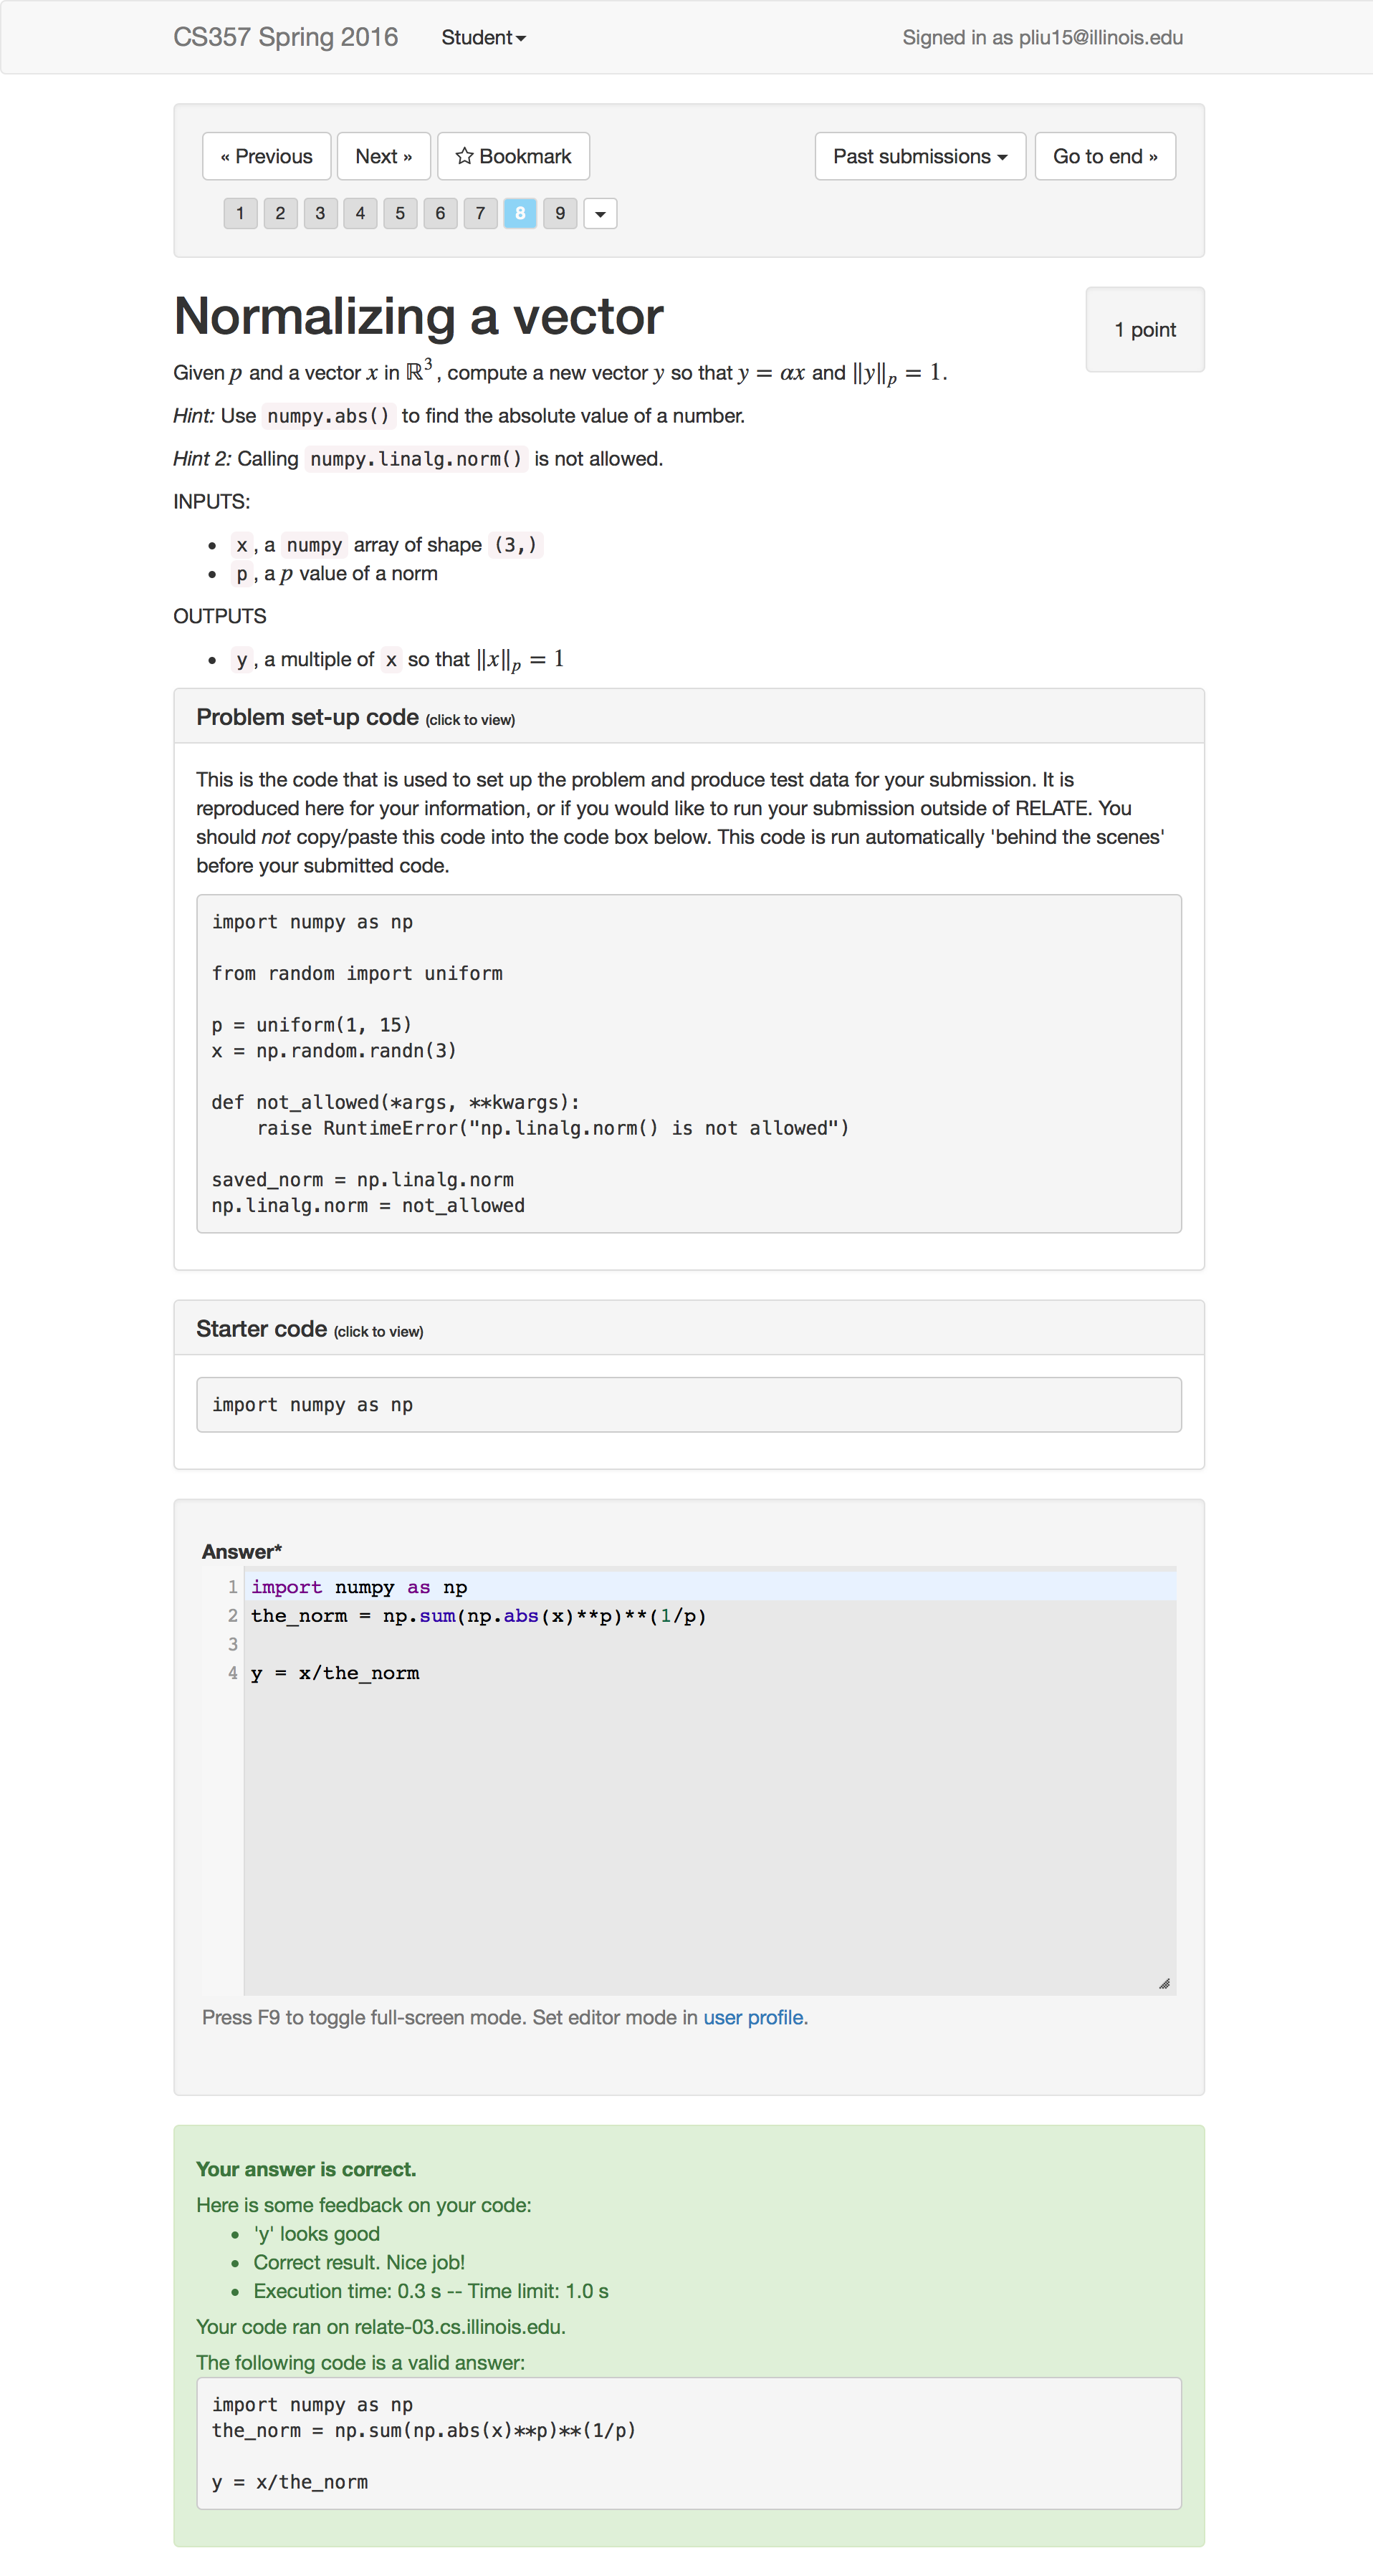 CS357 Spring 2016 Student Signed in as pliu15@illinois.edu
« Previous Next » Bookmark Past submissions Go to end »
1 2 3 4 5 6 7 8 9
Normalizing a vector
1 point
Given p and a vector x in ℝ³, compute a new vector y so that y = αx and ‖y‖ₚ = 1.
Hint: Use numpy.abs() to find the absolute value of a number.
Hint 2: Calling numpy.linalg.norm() is not allowed.
INPUTS:
• x, a numpy array of shape (3,)
• p, a p value of a norm
OUTPUTS
• y, a multiple of x so that ‖x‖ₚ = 1
Problem set-up code (click to view)
This is the code that is used to set up the problem and produce test data for your submission. It is
reproduced here for your information, or if you would like to run your submission outside of RELATE. You
should not copy/paste this code into the code box below. This code is run automatically 'behind the scenes'
before your submitted code.
import numpy as np
from random import uniform
p = uniform(1, 15)
x = np.random.randn(3)
def not_allowed(*args, **kwargs):
    raise RuntimeError("np.linalg.norm() is not allowed")
saved_norm = np.linalg.norm
np.linalg.norm = not_allowed
Starter code (click to view)
import numpy as np
Answer*
1 import numpy as np
2 the_norm = np.sum(np.abs(x)**p)**(1/p)
3
4 y = x/the_norm
Press F9 to toggle full-screen mode. Set editor mode in user profile.
Your answer is correct.
Here is some feedback on your code:
• 'y' looks good
• Correct result. Nice job!
• Execution time: 0.3 s -- Time limit: 1.0 s
Your code ran on relate-03.cs.illinois.edu.
The following code is a valid answer:
import numpy as np
the_norm = np.sum(np.abs(x)**p)**(1/p)
y = x/the_norm